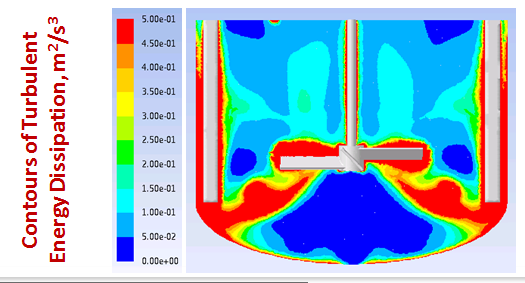 Contours of Turbulent
Energy Dissipation, m²/s³
5.00e-01
4.50e-01
4.00e-01
3.50e-01
3.00e-01
2.50e-01
2.00e-01
1.50e-01
1.00e-01
5.00e-02
0.00e+00